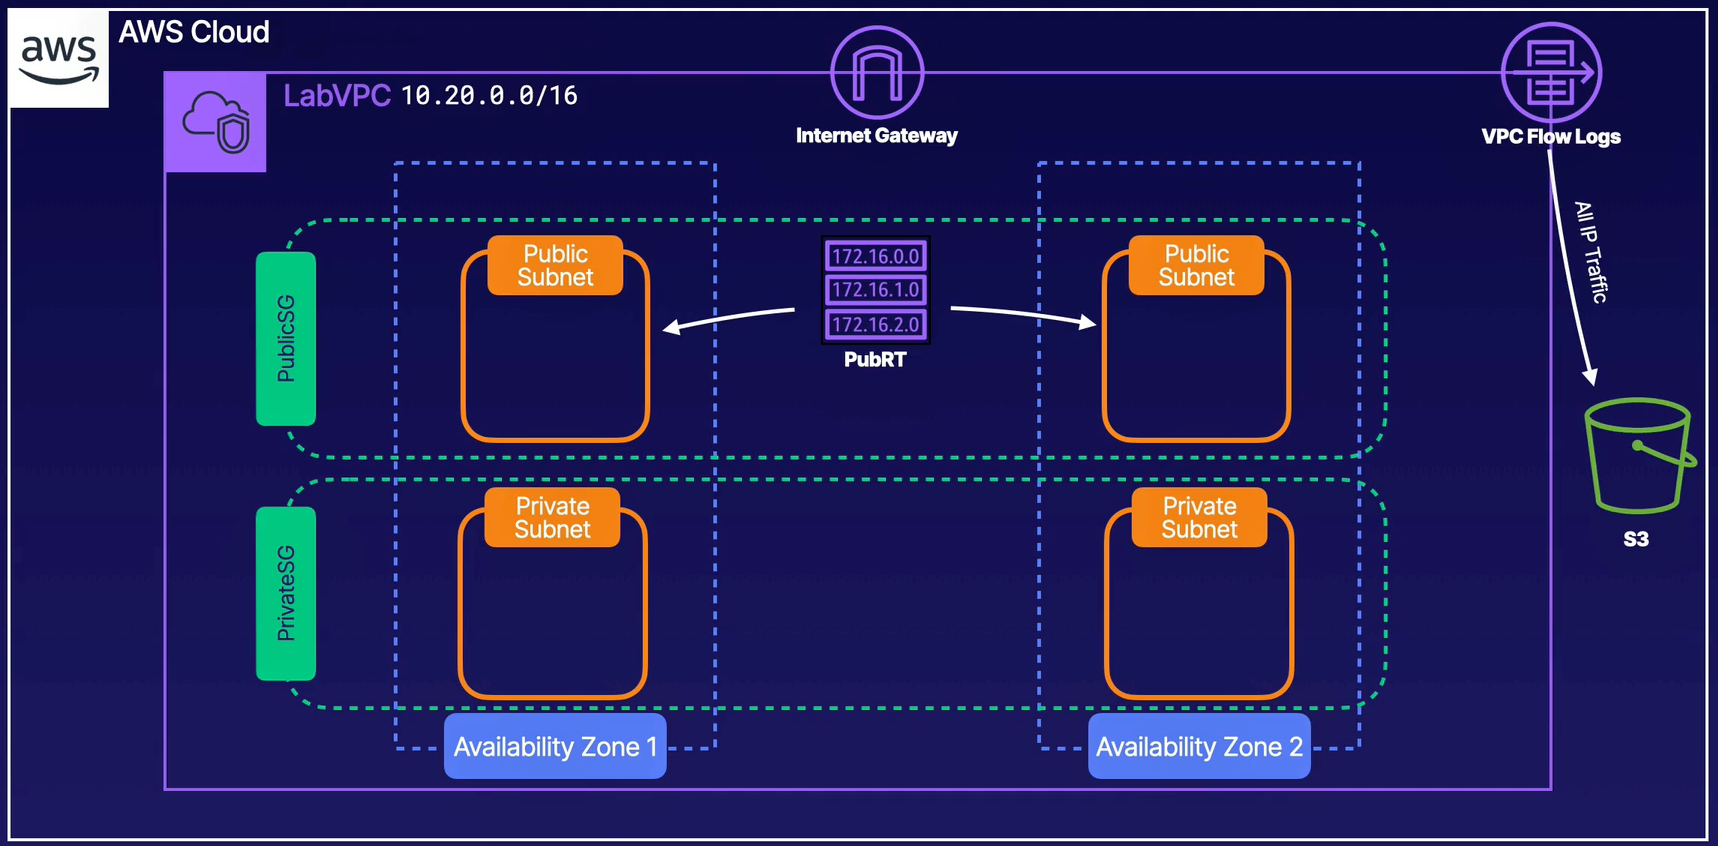 aws
AWS Cloud
LabVPC 10.20.0.0/16
Internet Gateway
VPC Flow Logs
All IP Traffic
PublicSG
Public
Subnet
172.16.0.0
172.16.1.0
172.16.2.0
PubRT
Public
Subnet
S3
PrivateSG
Private
Subnet
Private
Subnet
Availability Zone 1
Availability Zone 2